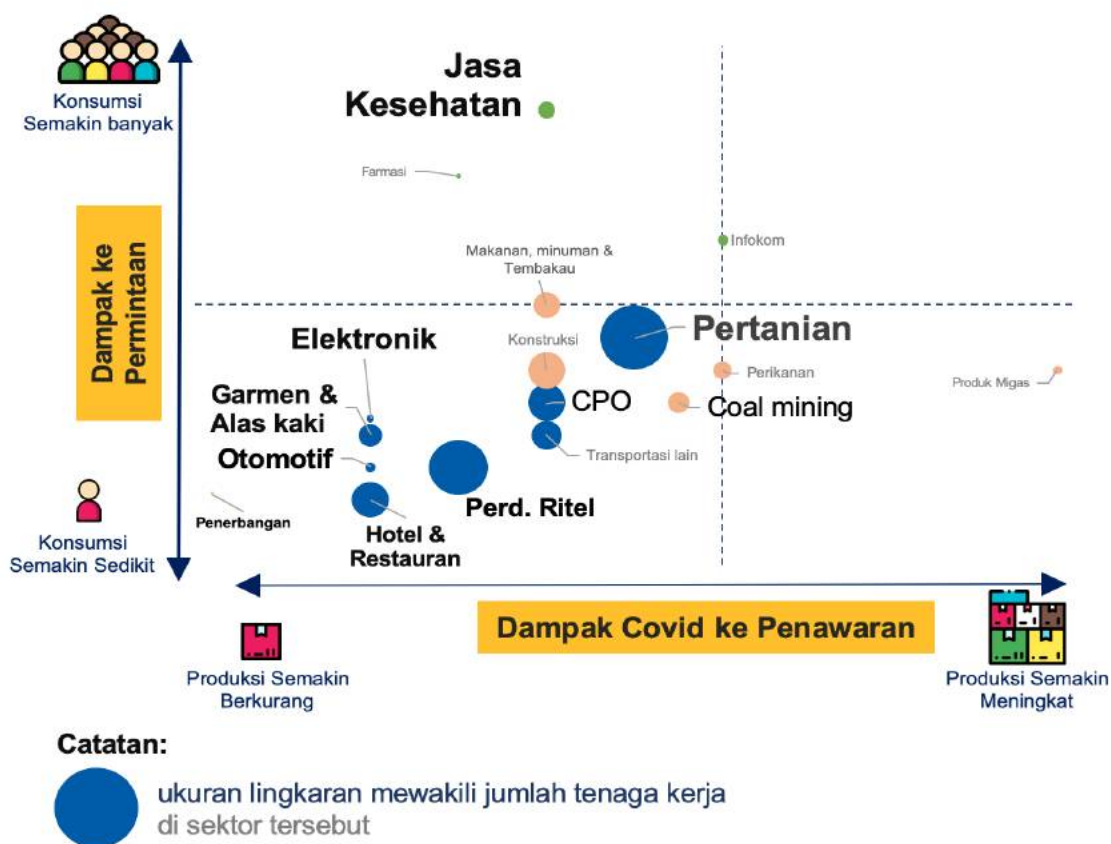 Konsumsi
Semakin banyak
Jasa
Kesehatan
Farmasi
Infokom
Makanan, minuman &
Tembakau
Dampak ke
Permintaan
Elektronik
Konstruksi
Pertanian
Garmen &
Alas kaki
CPO
Perikanan
Produk Migas
Coal mining
Otomotif
Transportasi lain
Perd. Ritel
Penerbangan
Hotel &
Restauran
Konsumsi
Semakin Sedikit
Dampak Covid ke Penawaran
Produksi Semakin
Berkurang
Produksi Semakin
Meningkat
Catatan:
ukuran lingkaran mewakili jumlah tenaga kerja
di sektor tersebut